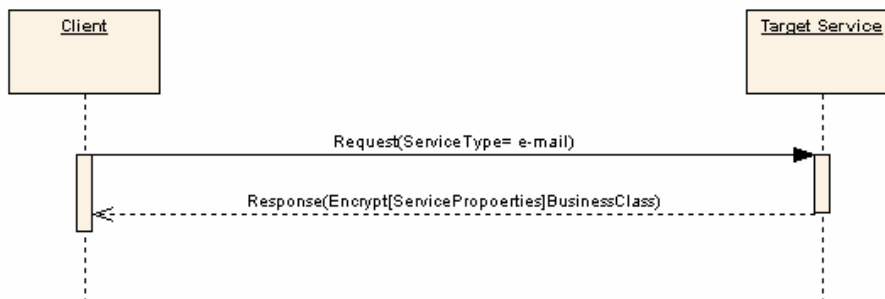 Client
Target Service
Request(ServiceType= e-mail)
Response(Encrypt[ServicePropoerties]BusinessClass)